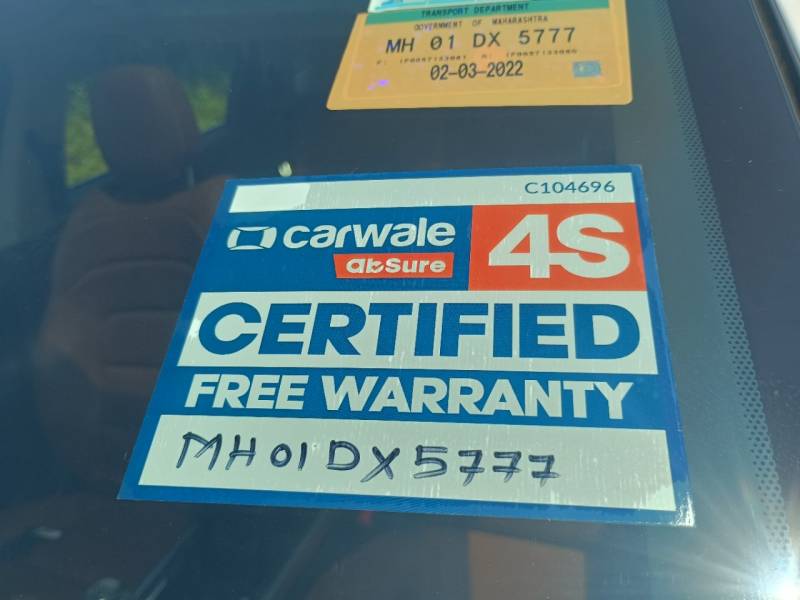 TRANSPORT DEPARTMENT
GOVERNMENT OF MAHARASHTRA
MH 01 DX 5777
02-03-2022
C104696
carwale
abSure
4S
CERTIFIED
FREE WARRANTY
MH01DX5777